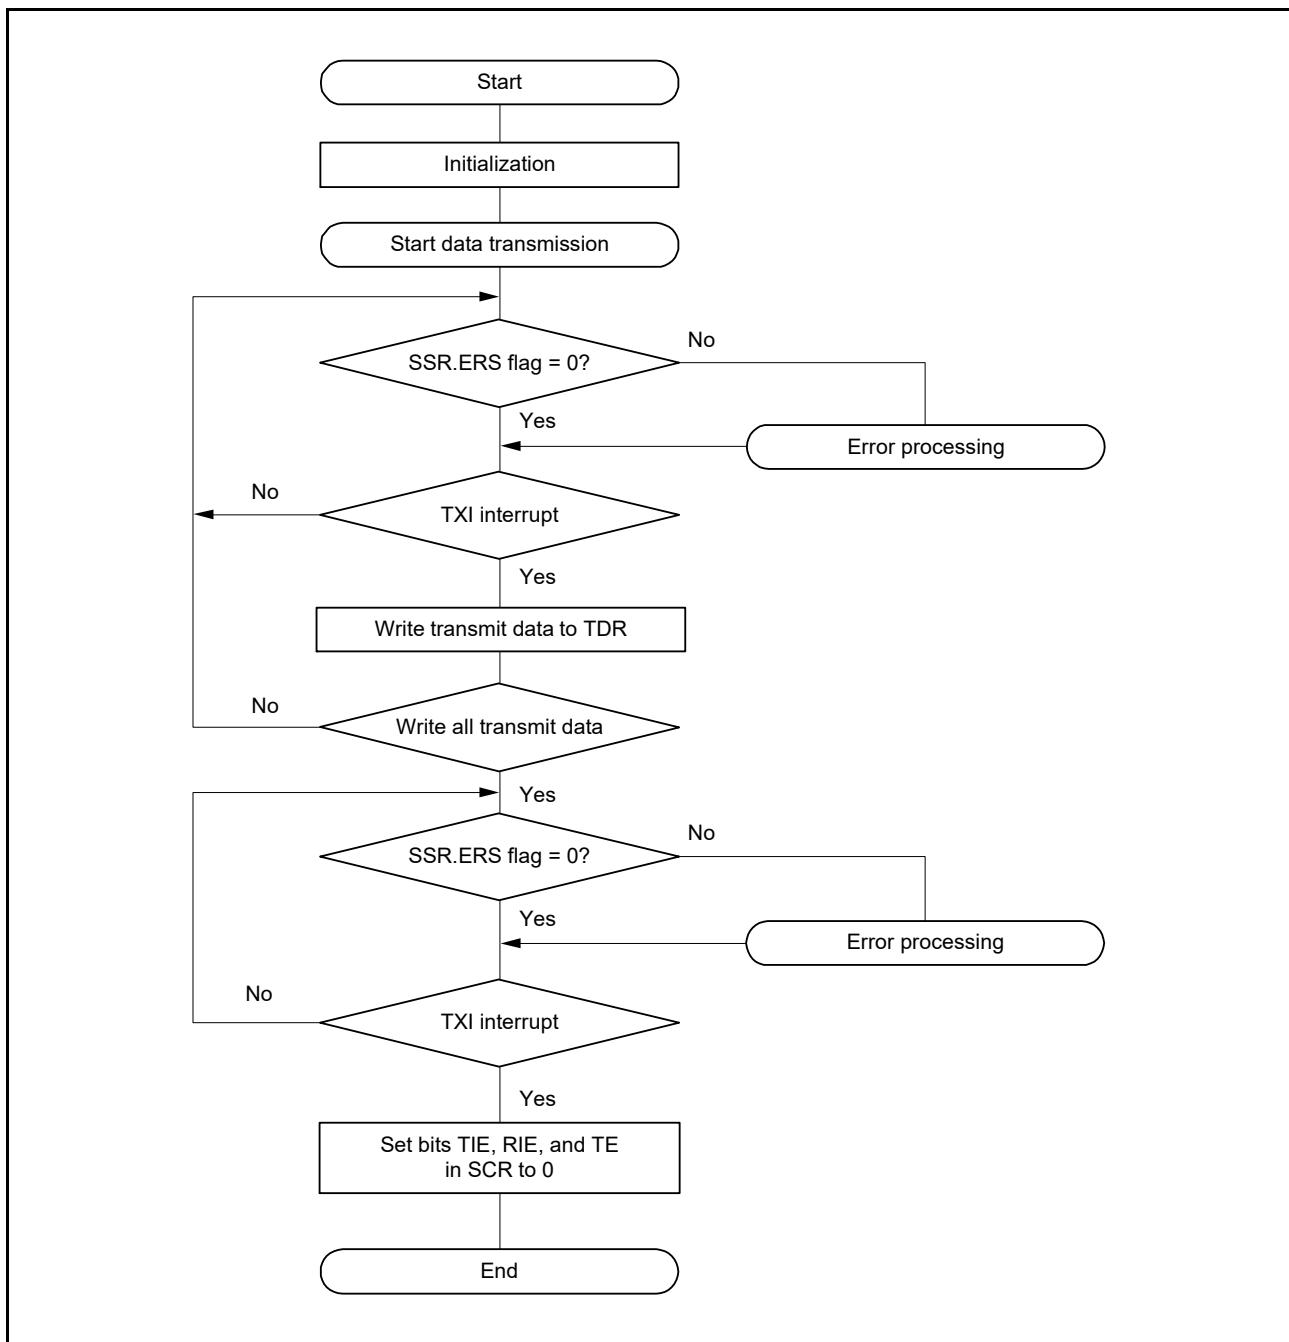 Start
Initialization
Start data transmission
SSR.ERS flag = 0?
No
Yes
Error processing
No
TXI interrupt
Yes
Write transmit data to TDR
No
Write all transmit data
Yes
SSR.ERS flag = 0?
No
Yes
Error processing
No
TXI interrupt
Yes
Set bits TIE, RIE, and TE
in SCR to 0
End